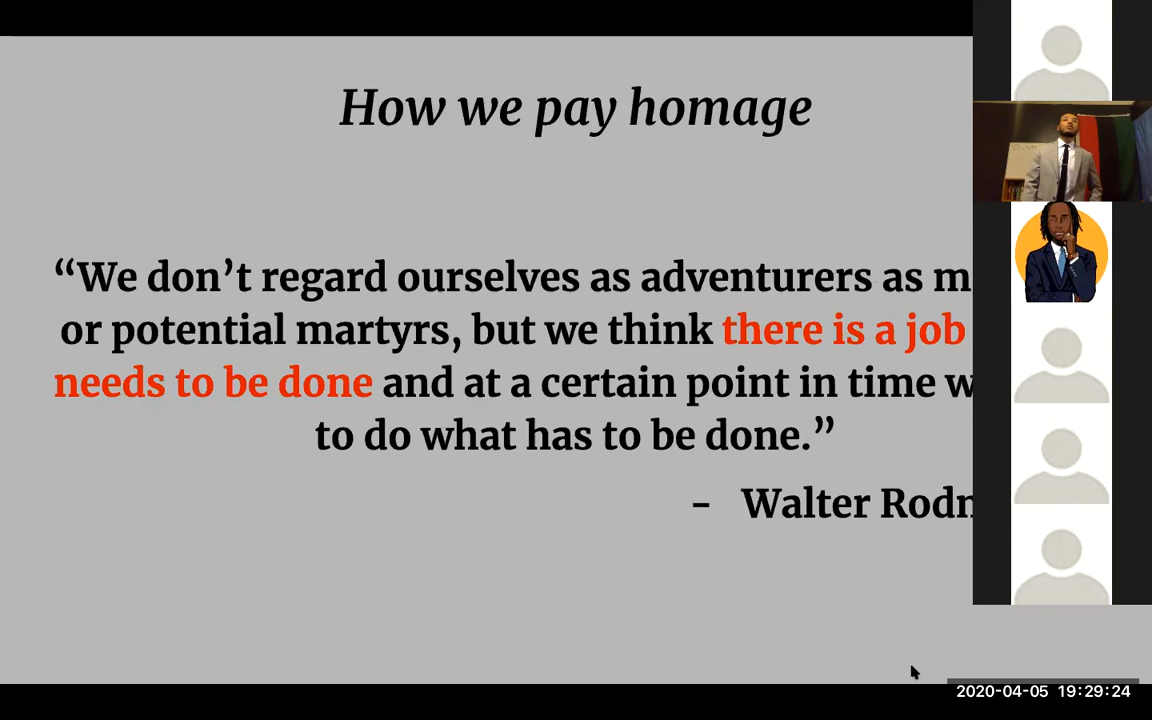 How we pay homage
“We don’t regard ourselves as adventurers as
or potential martyrs, but we think there is a job
needs to be done and at a certain point in time
to do what has to be done.”
- Walter
2020-04-05 19:29:24